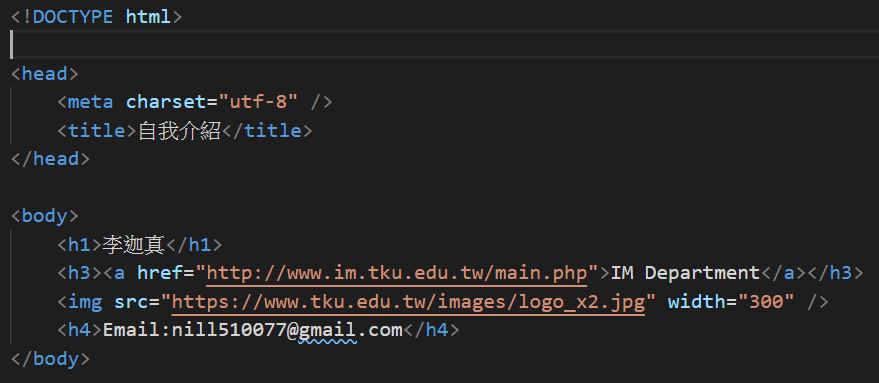 <!DOCTYPE html>
<head>
<meta charset="utf-8" />
<title>自我介紹</title>
</head>
<body>
<h1>李迦真</h1>
<h3><a href="http://www.im.tku.edu.tw/main.php">IM Department</a></h3>
<img src="https://www.tku.edu.tw/images/logo_x2.jpg" width="300" />
<h4>Email:nill510077@gmail.com</h4>
</body>